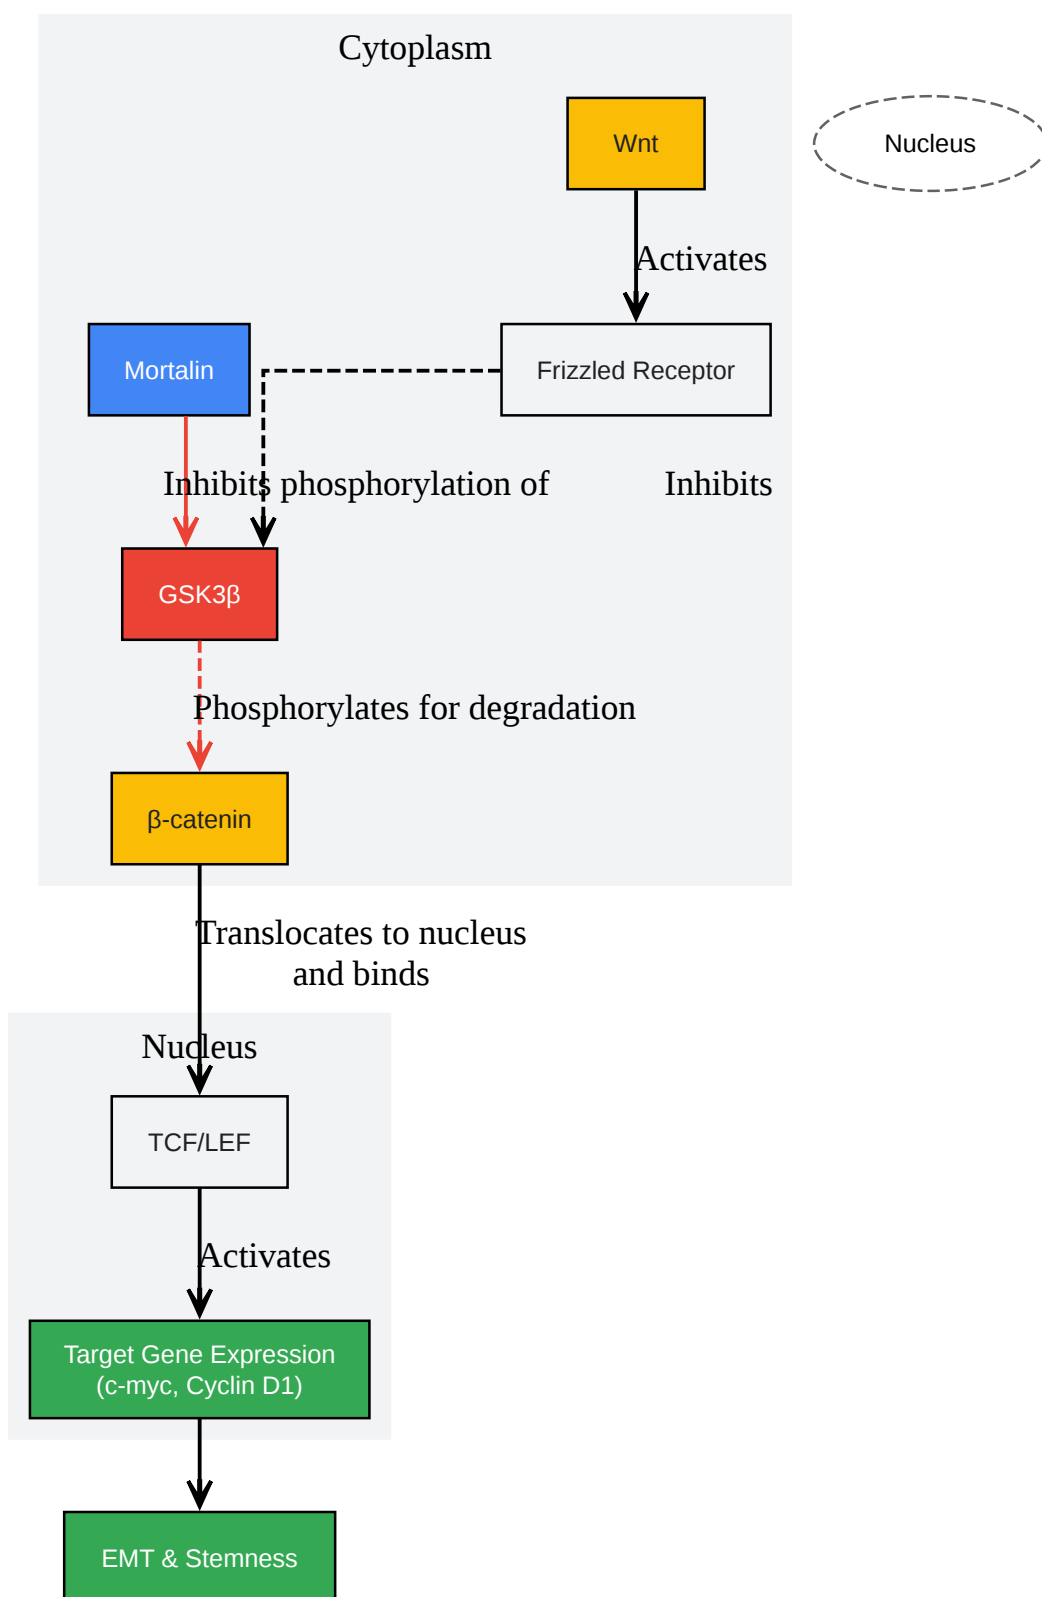 Cytoplasm
Wnt
Nucleus
Activates
Mortalin
Frizzled Receptor
Inhibits phosphorylation of
Inhibits
GSK3β
Phosphorylates for degradation
β-catenin
Translocates to nucleus
and binds
Nucleus
TCF/LEF
Activates
Target Gene Expression
(c-myc, Cyclin D1)
EMT & Stemness